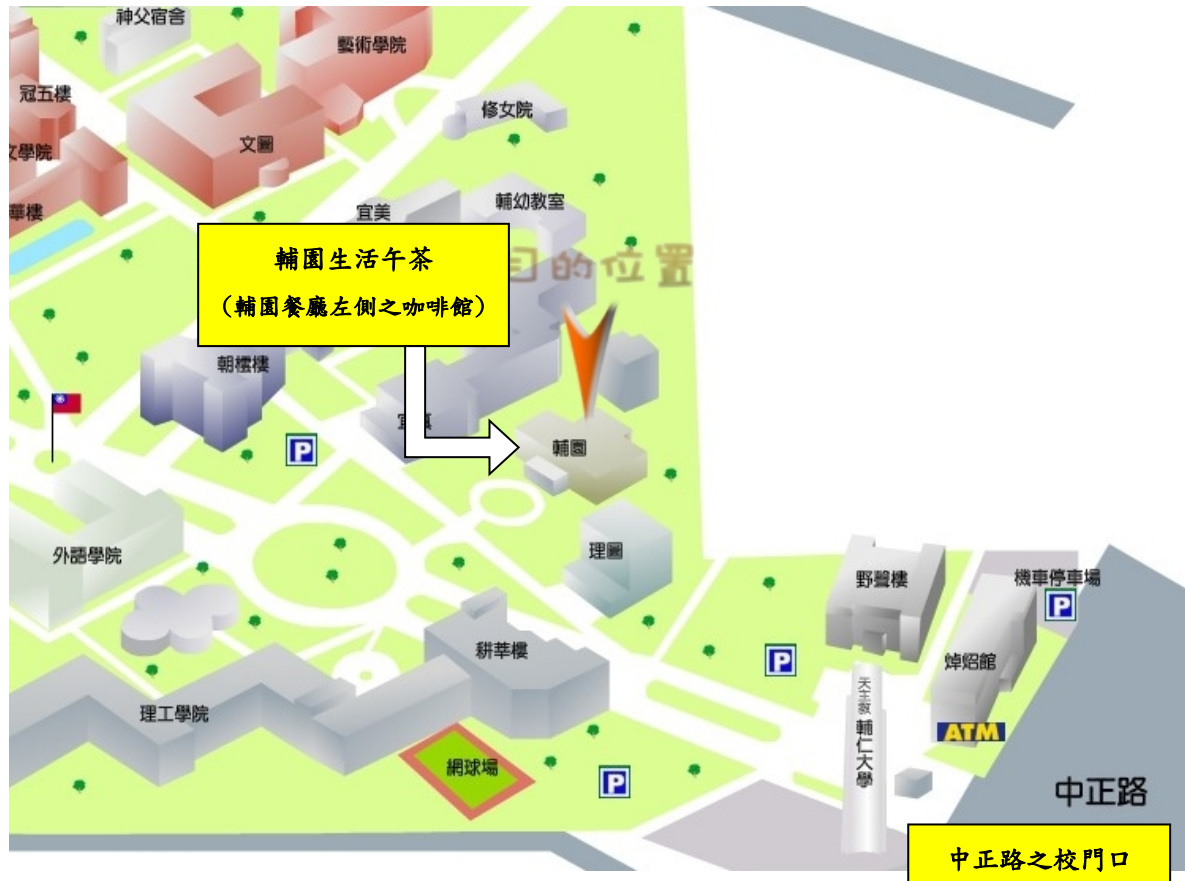 神父宿舍
藝術學院
冠五樓
修女院
文圖
文學院
輔幼教室
華樓
宜美
輔園生活午茶
(輔園餐廳左側之咖啡館)
的位置
朝橒樓
宜真
P
輔園
外語學院
理圖
野聲樓
機車停車場
P
耕莘樓
P
焯炤館
天主教
輔仁大學
理工學院
ATM
網球場
P
中正路
中正路之校門口